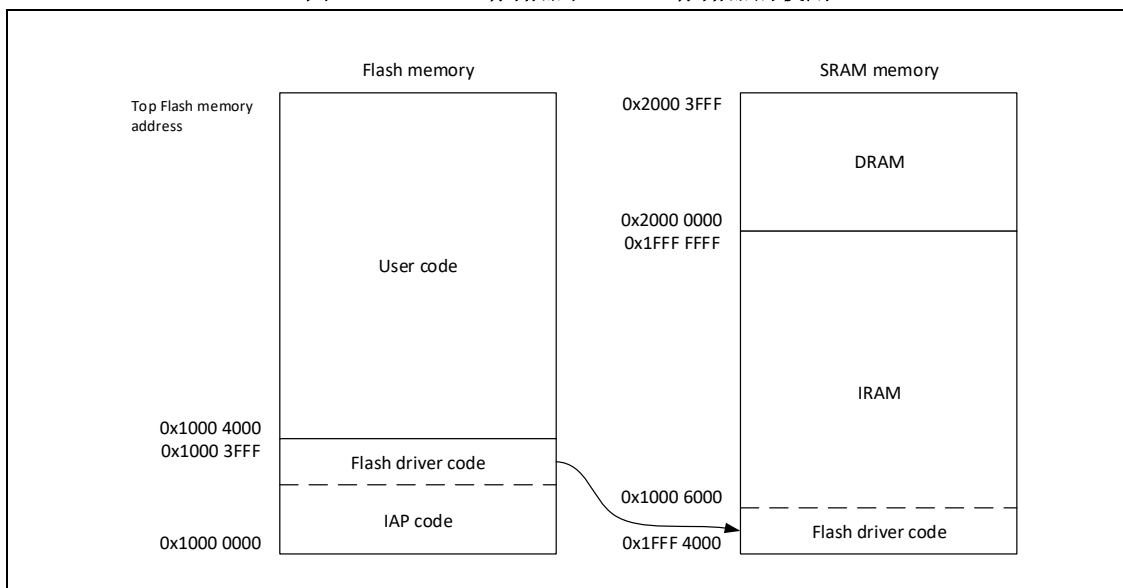 Flash memory
Top Flash memory
address
User code
0x1000 4000
0x1000 3FFF
Flash driver code
IAP code
0x1000 0000
SRAM memory
0x2000 3FFF
DRAM
0x2000 0000
0x1FFF FFFF
IRAM
0x1000 6000
Flash driver code
0x1FFF 4000